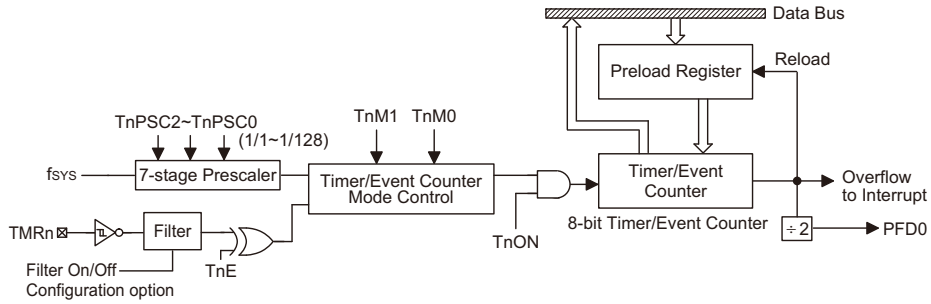 Data Bus
Preload Register
Reload
TnPSC2~TnPSC0
(1/1~1/128)
TnM1
TnM0
fSYS
7-stage Prescaler
Timer/Event Counter
Mode Control
Timer/Event
Counter
Overflow
to Interrupt
8-bit Timer/Event Counter
TMRn
Filter
TnON
÷2
PFD0
TnE
Filter On/Off
Configuration option